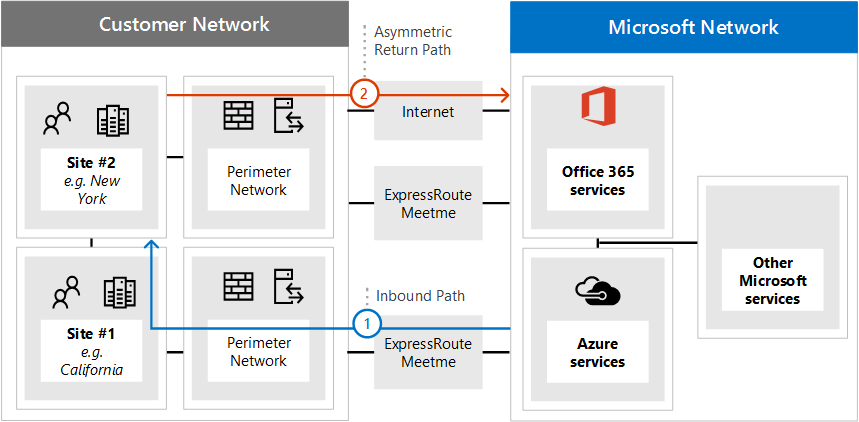 Customer Network
Asymmetric
Return Path
Microsoft Network
2
Internet
Site #2
e.g. New
York
Perimeter
Network
Office 365
services
ExpressRoute
Meetme
Other
Microsoft
services
Inbound Path
1
Site #1
e.g.
California
Perimeter
Network
ExpressRoute
Meetme
Azure
services